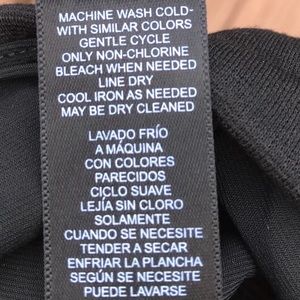 MACHINE WASH COLD-
WITH SIMILAR COLORS
GENTLE CYCLE
ONLY NON-CHLORINE
BLEACH WHEN NEEDED
LINE DRY
COOL IRON AS NEEDED
MAY BE DRY CLEANED
LAVADO FRÍO
A MÁQUINA
CON COLORES
PARECIDOS
CICLO SUAVE
LEJÍA SIN CLORO
SOLAMENTE
CUANDO SE NECESITE
TENDER A SECAR
ENFRIAR LA PLANCHA
SEGÚN SE NECESITE
PUEDE LAVARSE